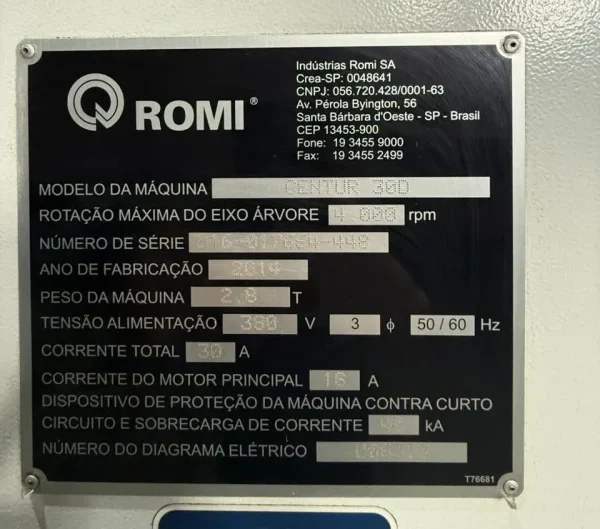 ROMI®
Indústrias Romi SA
Crea-SP: 0048641
CNPJ: 056.720.428/0001-63
Av. Pérola Byington, 56
Santa Bárbara d'Oeste - SP - Brasil
CEP 13453-900
Fone: 19 3455 9000
Fax: 19 3455 2499
MODELO DA MÁQUINA CENTUR 30D
ROTAÇÃO MÁXIMA DO EIXO ÁRVORE 4.000 rpm
NÚMERO DE SÉRIE
ANO DE FABRICAÇÃO 2014
PESO DA MÁQUINA 2.8 T
TENSÃO ALIMENTAÇÃO 380 V 3 ϕ 50 / 60 Hz
CORRENTE TOTAL 30 A
CORRENTE DO MOTOR PRINCIPAL A
DISPOSITIVO DE PROTEÇÃO DA MÁQUINA CONTRA CURTO
CIRCUITO E SOBRECARGA DE CORRENTE kA
NÚMERO DO DIAGRAMA ELÉTRICO
T76681